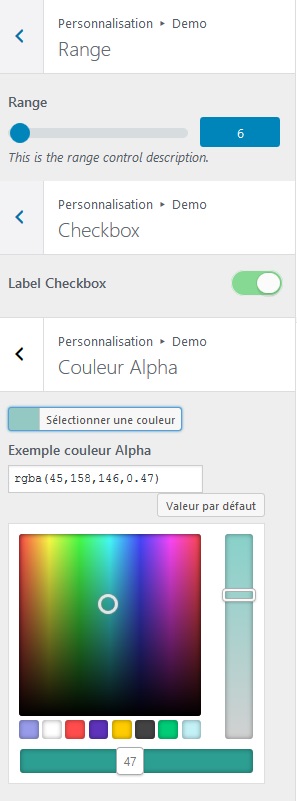 Personnalisation ▸ Demo
Range
Range
6
This is the range control description.
Personnalisation ▸ Demo
Checkbox
Label Checkbox
Personnalisation ▸ Demo
Couleur Alpha
Sélectionner une couleur
Exemple couleur Alpha
rgba(45,158,146,0.47)
Valeur par défaut
47